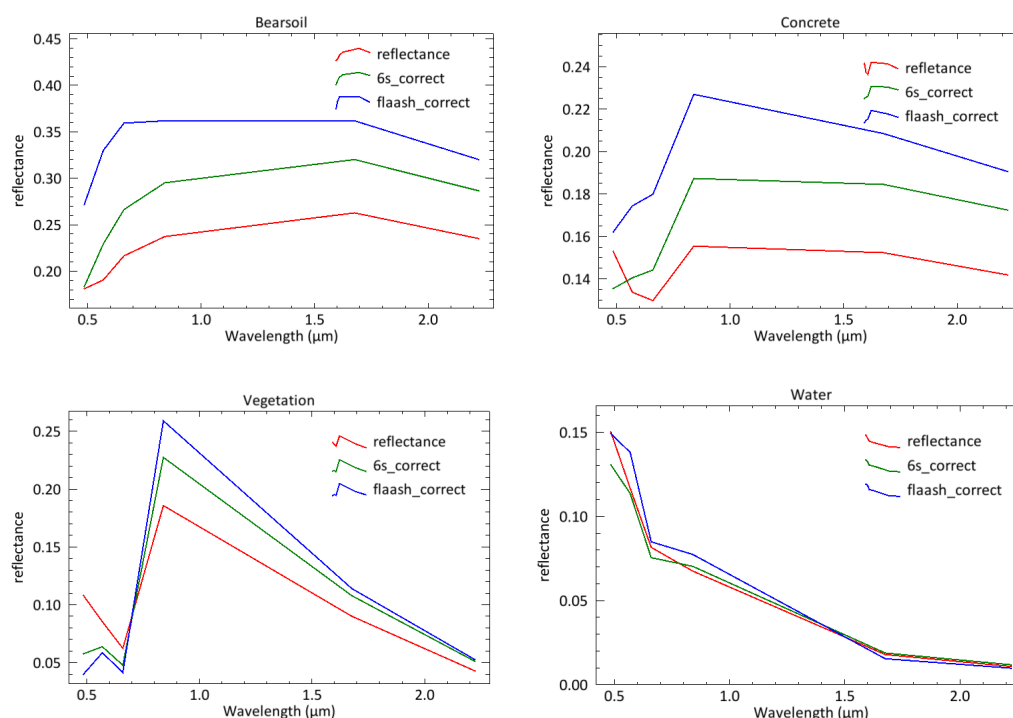 Bearsoil
0.45
0.40
0.35
0.30
0.25
0.20
reflectance
reflectance
6s_correct
flaash_correct
0.5 1.0 1.5 2.0
Wavelength (µm)
Concrete
0.24
0.22
0.20
0.18
0.16
0.14
reflectance
refletance
6s_correct
flaash_correct
0.5 1.0 1.5 2.0
Wavelength (µm)
Vegetation
0.25
0.20
0.15
0.10
0.05
reflectance
reflectance
6s_correct
flaash_correct
0.5 1.0 1.5 2.0
Wavelength (µm)
Water
0.15
0.10
0.05
0.00
reflectance
reflectance
6s_correct
flaash_correct
0.5 1.0 1.5 2.0
Wavelength (µm)